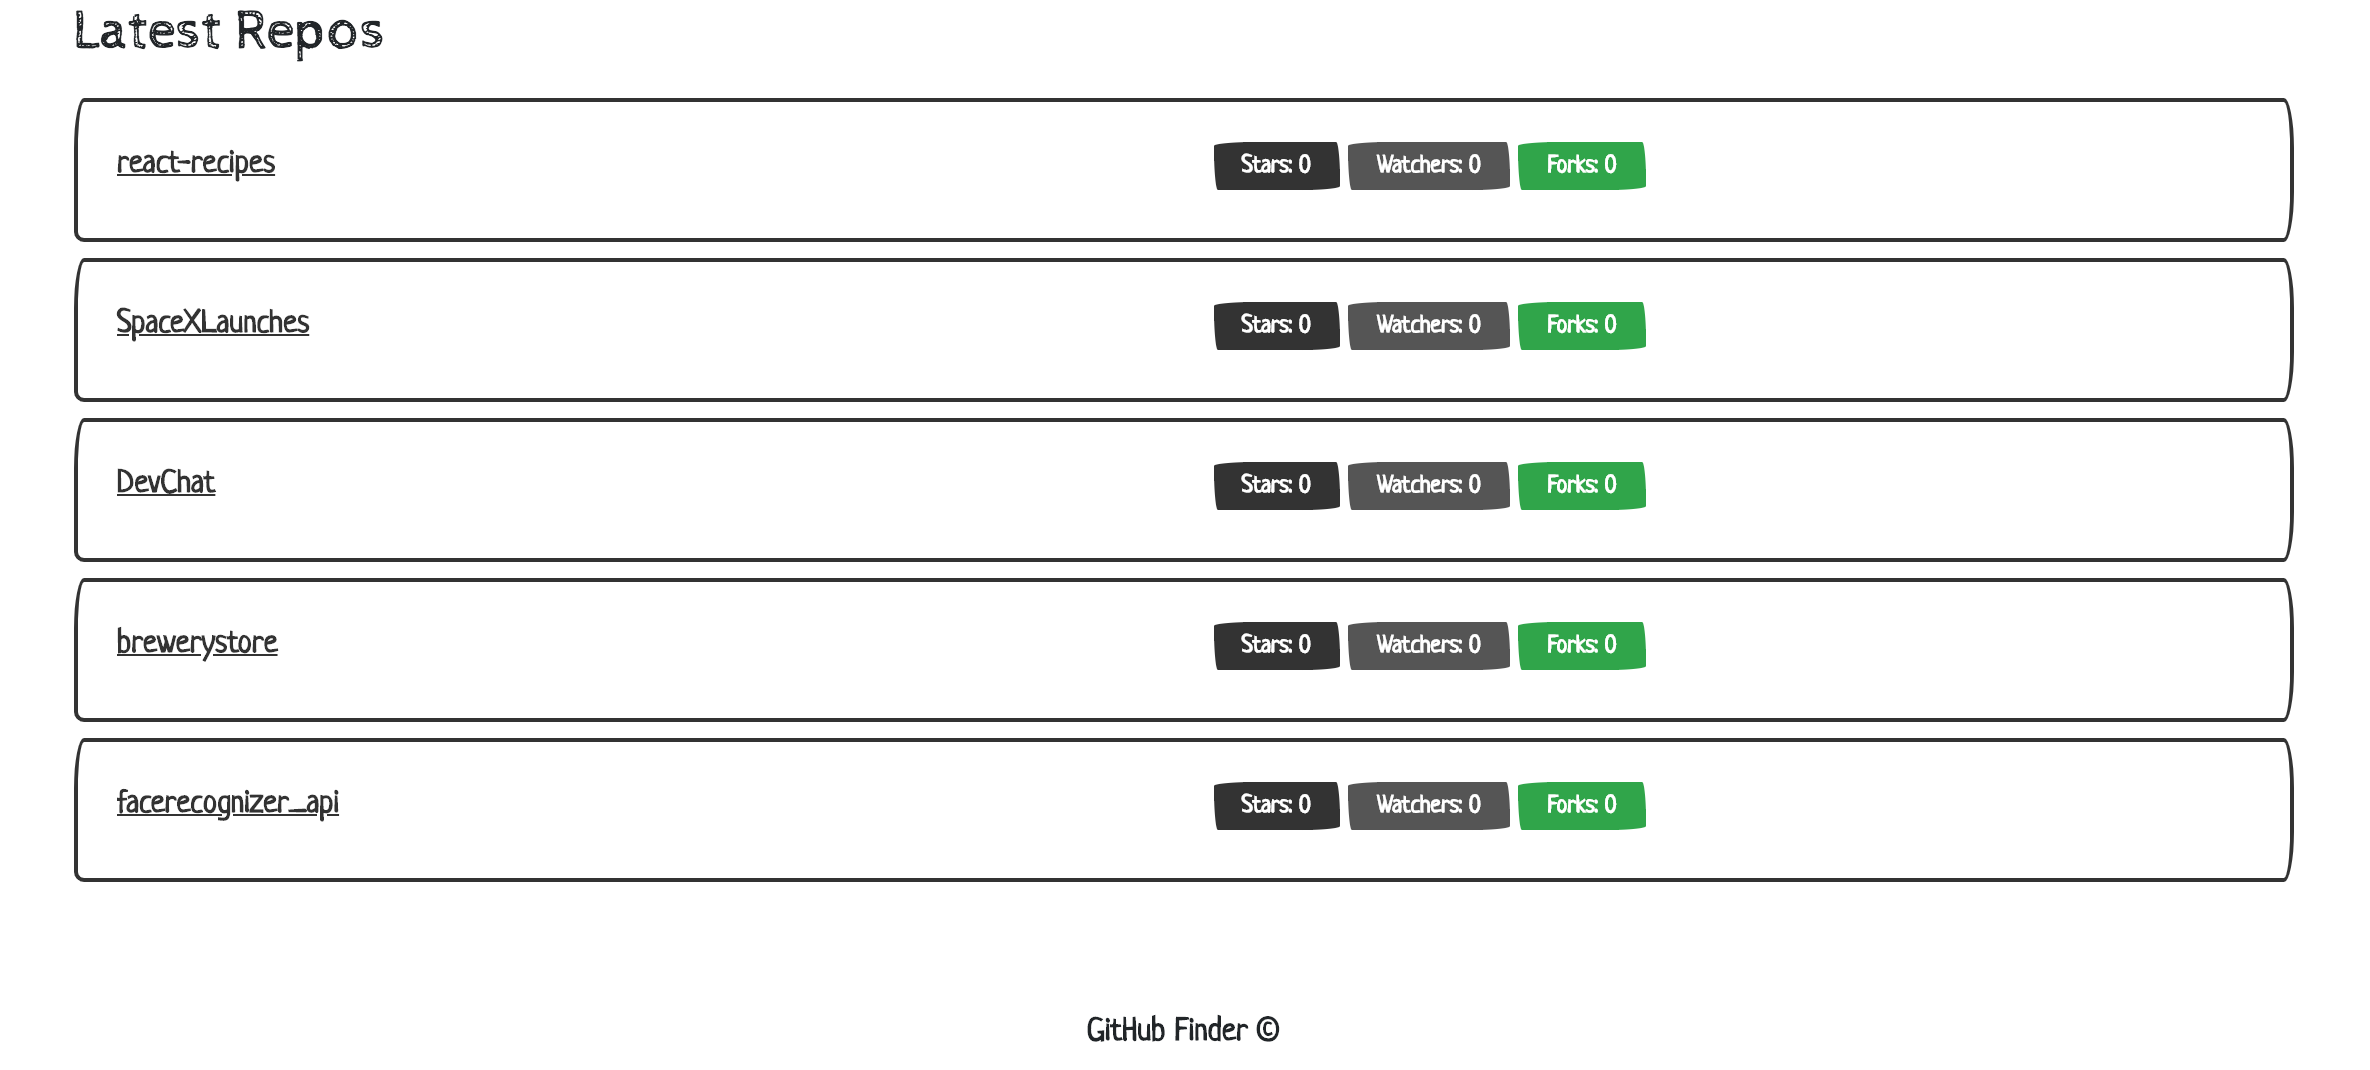 Latest Repos
react-recipes Stars: 0 Watchers: 0 Forks: 0
SpaceXLaunches Stars: 0 Watchers: 0 Forks: 0
DevChat Stars: 0 Watchers: 0 Forks: 0
brewerystore Stars: 0 Watchers: 0 Forks: 0
facerecognizer_api Stars: 0 Watchers: 0 Forks: 0
GitHub Finder ©